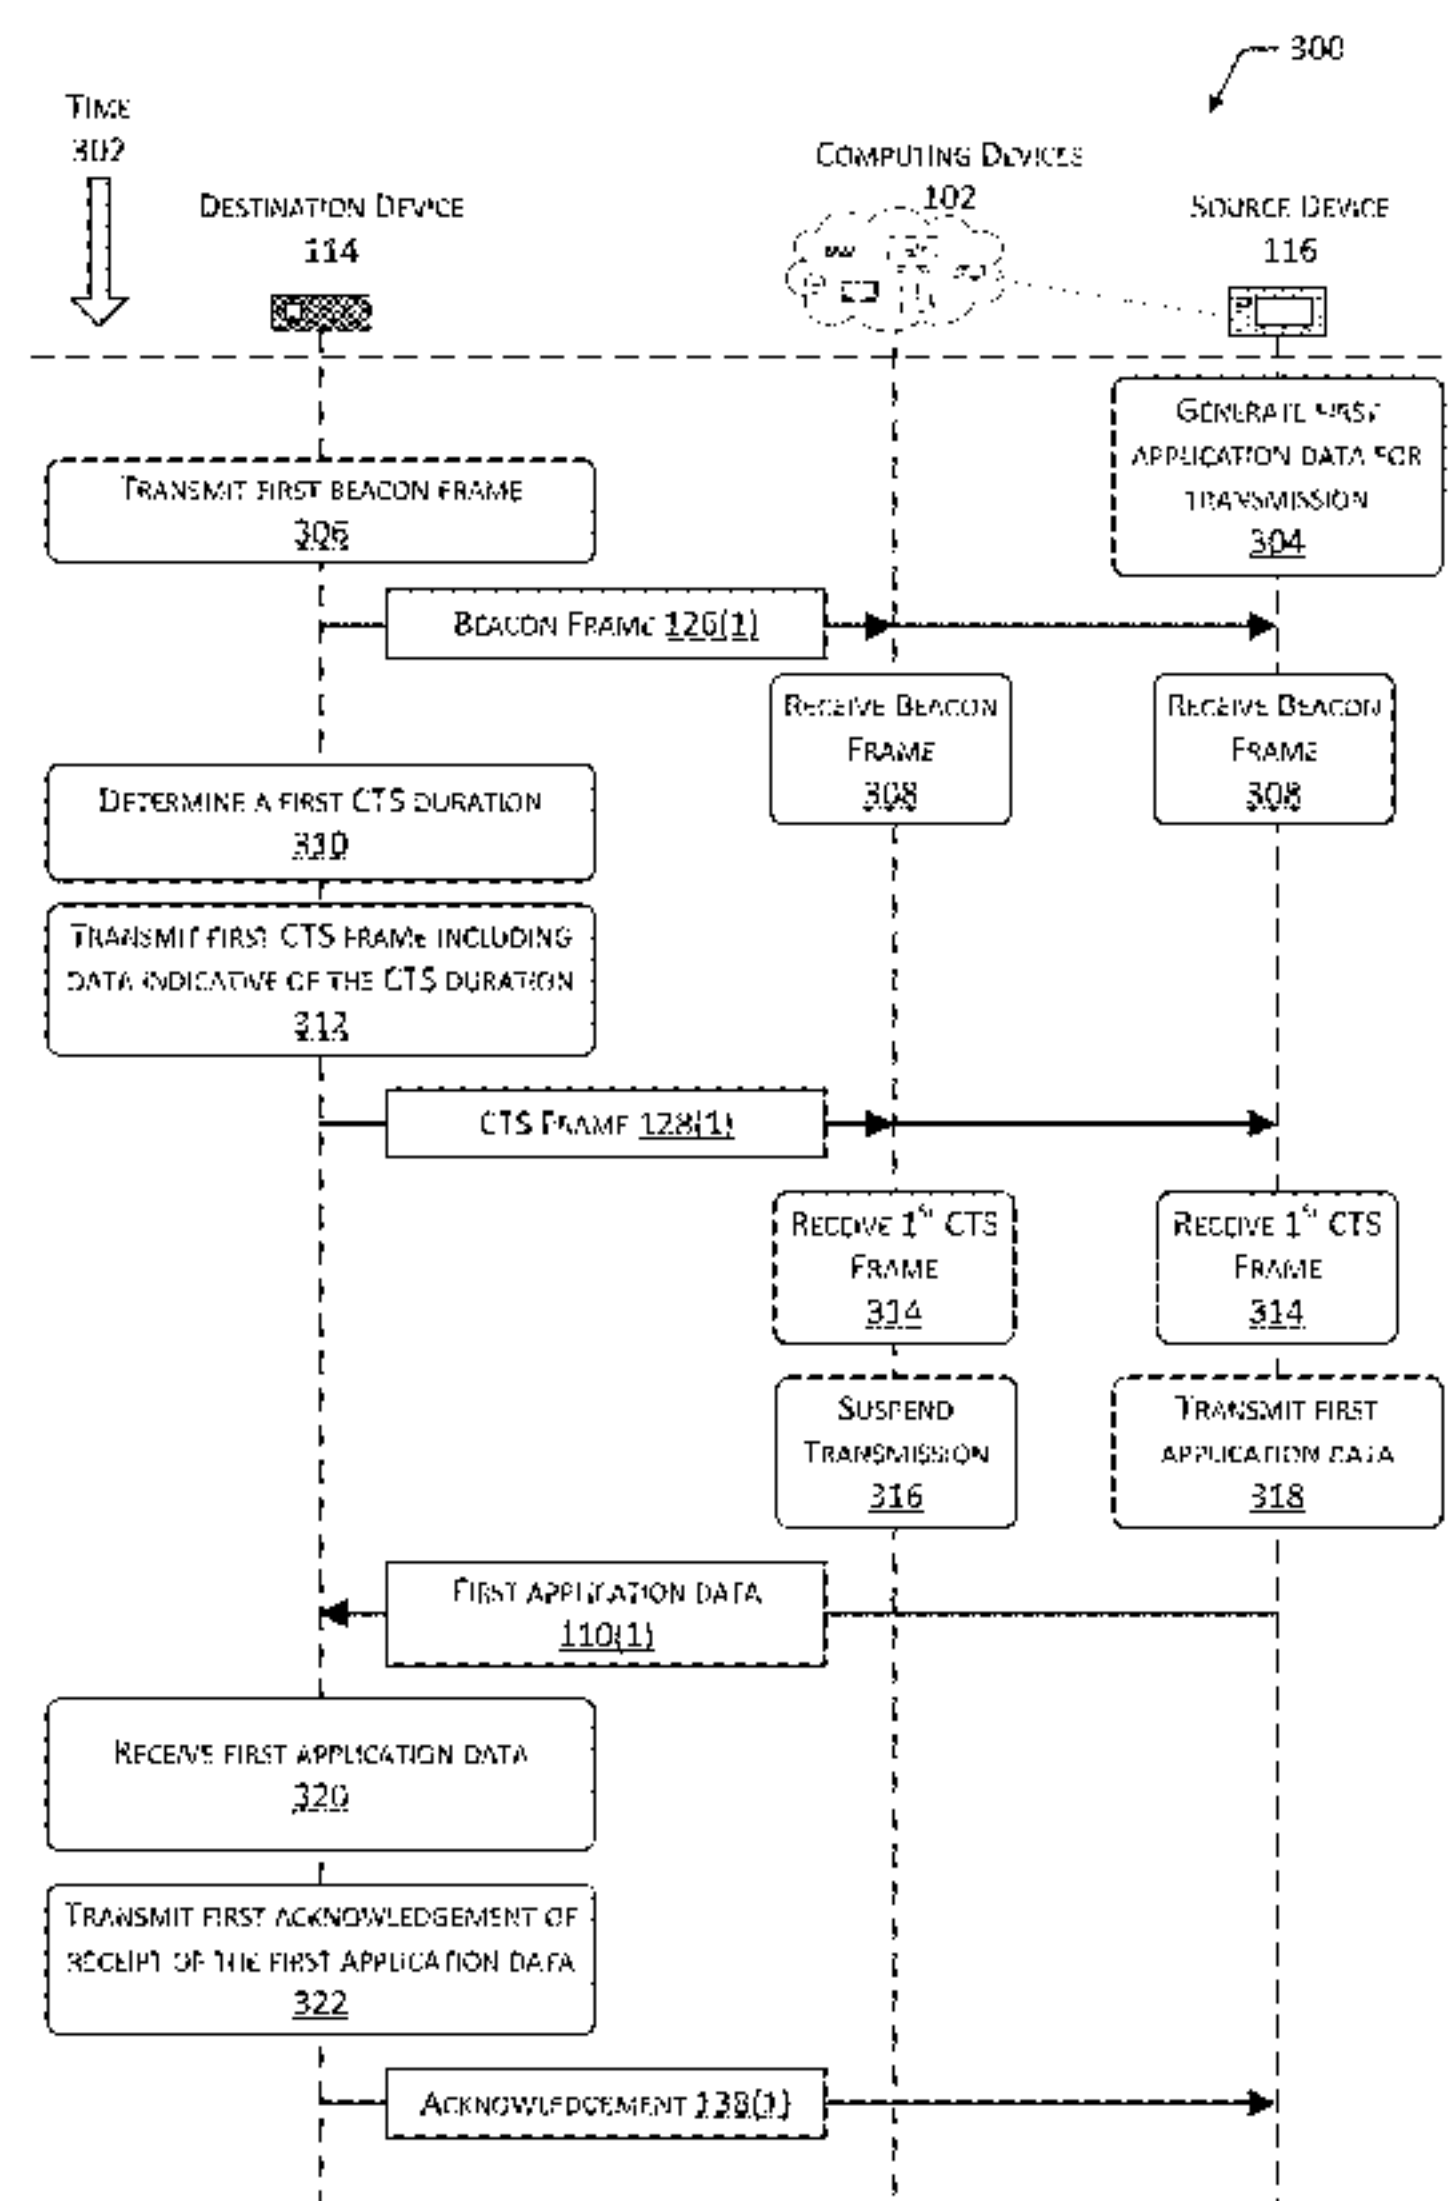 300
TIME
302
COMPUTING DEVICES
102
DESTINATION DEVICE
114
SOURCE DEVICE
116
GENERATE FIRST
APPLICATION DATA FOR
TRANSMISSION
304
TRANSMIT FIRST BEACON FRAME
306
BEACON FRAME 126(1)
RECEIVE BEACON
FRAME
308
RECEIVE BEACON
FRAME
308
DETERMINE A FIRST CTS DURATION
310
TRANSMIT FIRST CTS FRAME INCLUDING
DATA INDICATIVE OF THE CTS DURATION
312
CTS FRAME 128(1)
RECEIVE 1ST CTS
FRAME
314
RECEIVE 1ST CTS
FRAME
314
SUSPEND
TRANSMISSION
316
TRANSMIT FIRST
APPLICATION DATA
318
FIRST APPLICATION DATA
110(1)
RECEIVE FIRST APPLICATION DATA
320
TRANSMIT FIRST ACKNOWLEDGEMENT OF
RECEIPT OF THE FIRST APPLICATION DATA
322
ACKNOWLEDGEMENT 138(1)